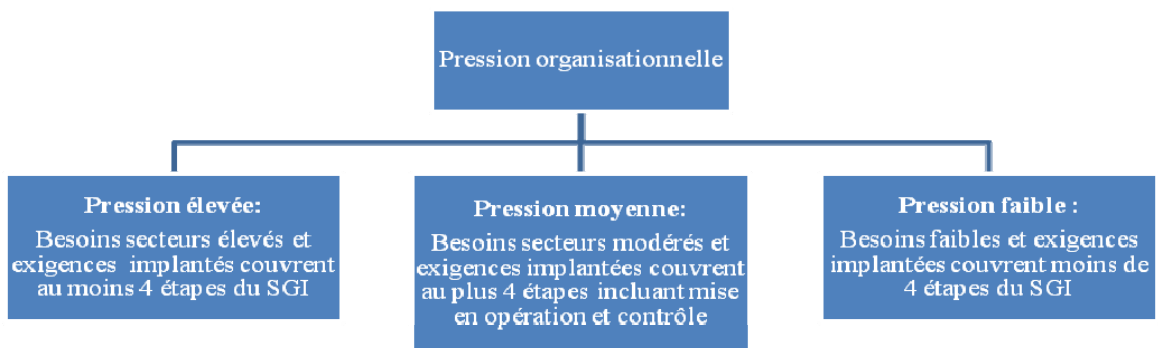 Pression organisationnelle
Pression élevée:
Besoins secteurs élevés et
exigences implantés couvrent
au moins 4 étapes du SGI
Pression moyenne:
Besoins secteurs modérés et
exigences implantées couvrent
au plus 4 étapes incluant mise
en opération et contrôle
Pression faible :
Besoins faibles et exigences
implantées couvrent moins de
4 étapes du SGI